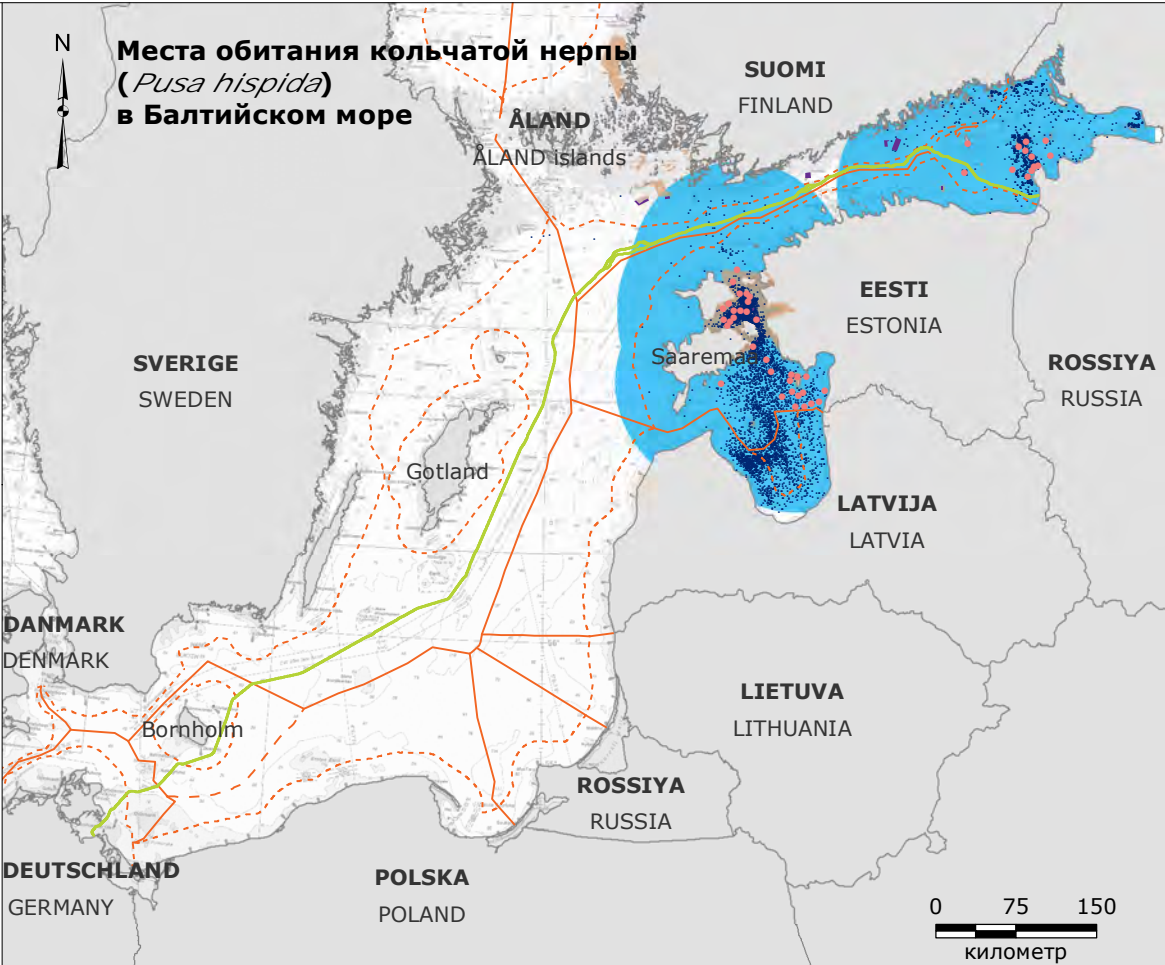 N
Места обитания кольчатой нерпы
(Pusa hispida)
в Балтийском море
SUOMI
FINLAND
ÅLAND
ÅLAND islands
EESTI
ESTONIA
SVERIGE
SWEDEN
Saaremaa
ROSSIYA
RUSSIA
Gotland
LATVIJA
LATVIA
DANMARK
DENMARK
LIETUVA
LITHUANIA
Bornholm
ROSSIYA
RUSSIA
DEUTSCHLAND
GERMANY
POLSKA
POLAND
0 75 150
километр